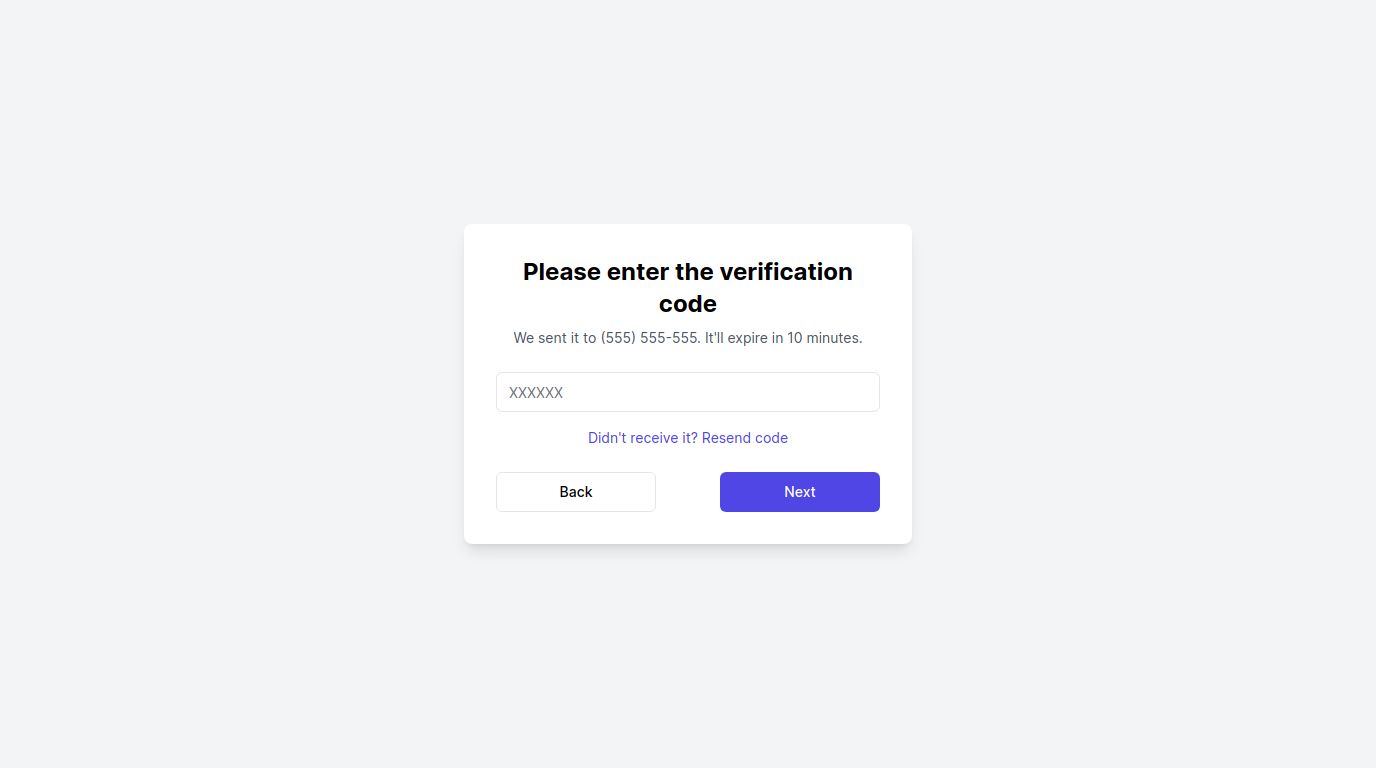 Please enter the verification
code
We sent it to (555) 555-555. It'll expire in 10 minutes.
XXXXXX
Didn't receive it? Resend code
Back
Next